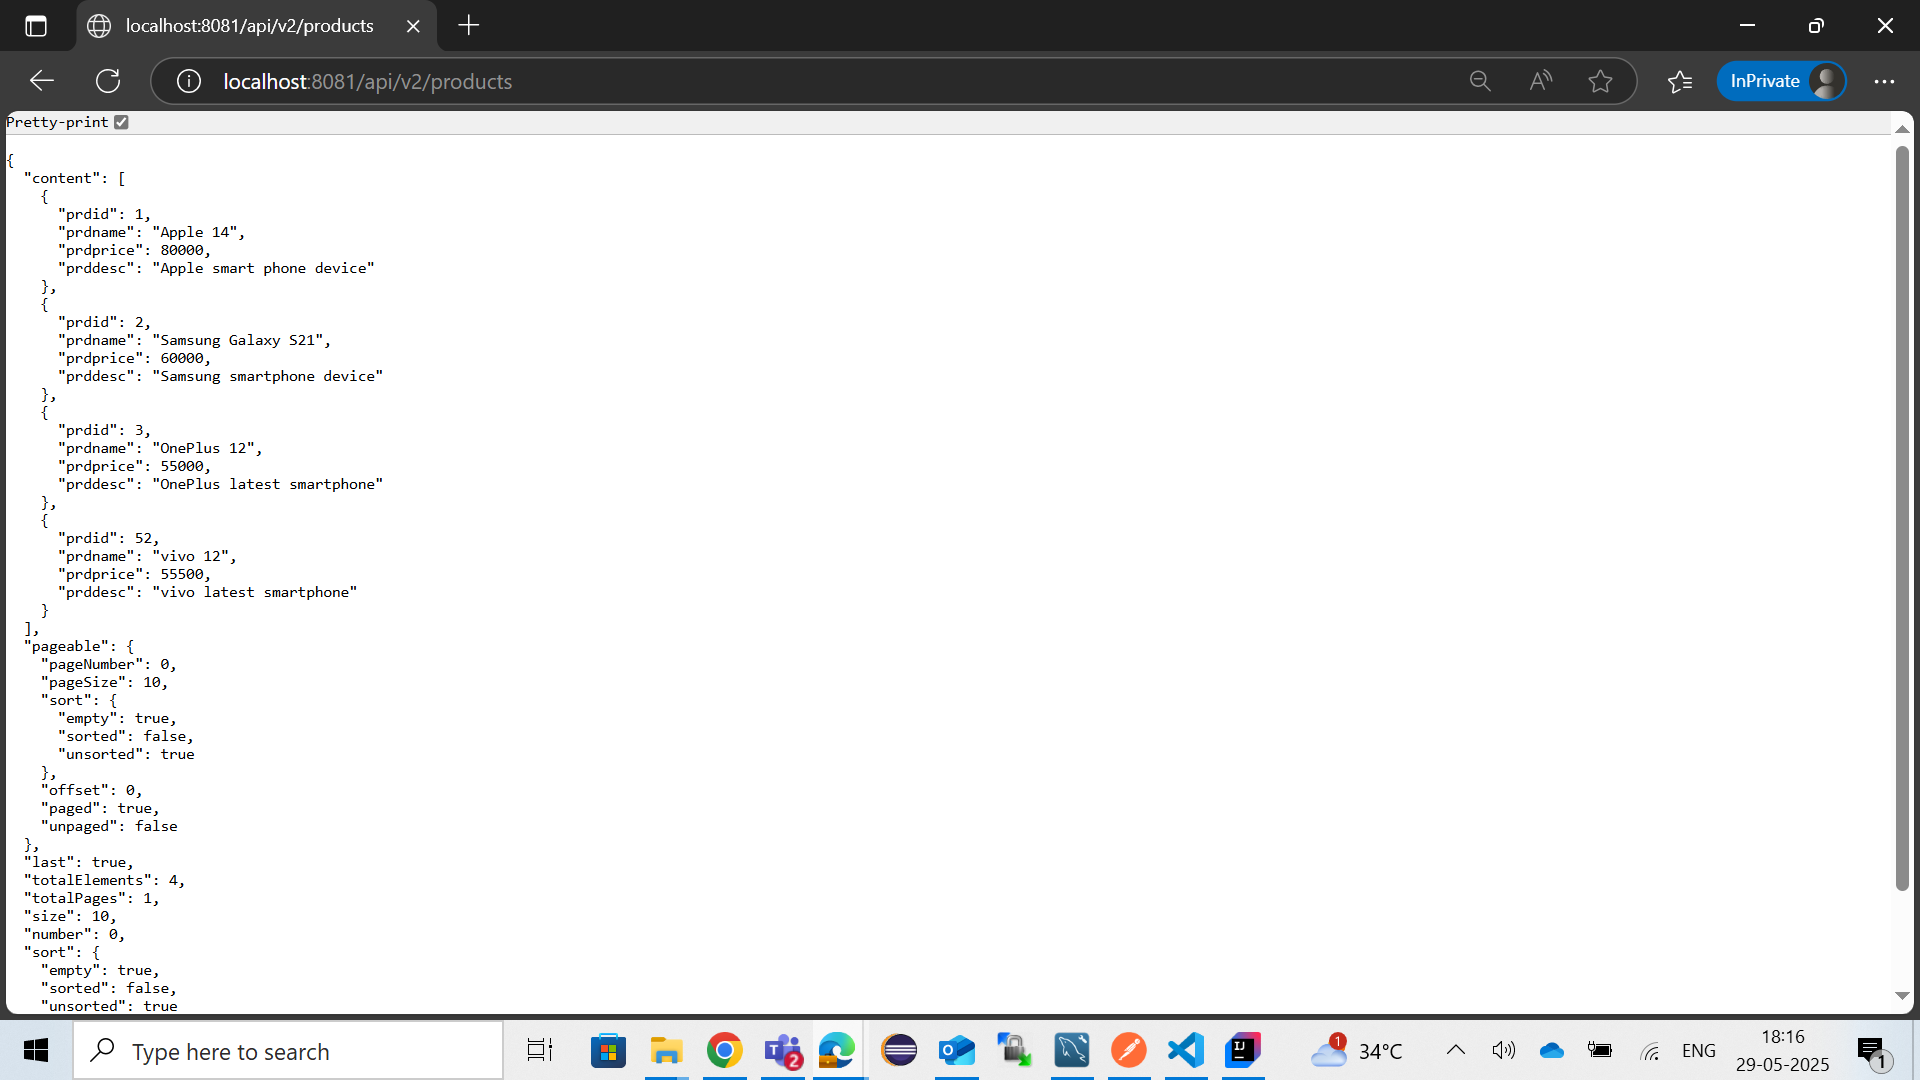 localhost:8081/api/v2/products
localhost:8081/api/v2/products
InPrivate
Pretty-print
{
  "content": [
    {
      "prdid": 1,
      "prdname": "Apple 14",
      "prdprice": 80000,
      "prddesc": "Apple smart phone device"
    },
    {
      "prdid": 2,
      "prdname": "Samsung Galaxy S21",
      "prdprice": 60000,
      "prddesc": "Samsung smartphone device"
    },
    {
      "prdid": 3,
      "prdname": "OnePlus 12",
      "prdprice": 55000,
      "prddesc": "OnePlus latest smartphone"
    },
    {
      "prdid": 52,
      "prdname": "vivo 12",
      "prdprice": 55500,
      "prddesc": "vivo latest smartphone"
    }
  ],
  "pageable": {
    "pageNumber": 0,
    "pageSize": 10,
    "sort": {
      "empty": true,
      "sorted": false,
      "unsorted": true
    },
    "offset": 0,
    "paged": true,
    "unpaged": false
  },
  "last": true,
  "totalElements": 4,
  "totalPages": 1,
  "size": 10,
  "number": 0,
  "sort": {
    "empty": true,
    "sorted": false,
    "unsorted": true
Type here to search
2
IJ
1
34°C
ENG
18:16
29-05-2025
1